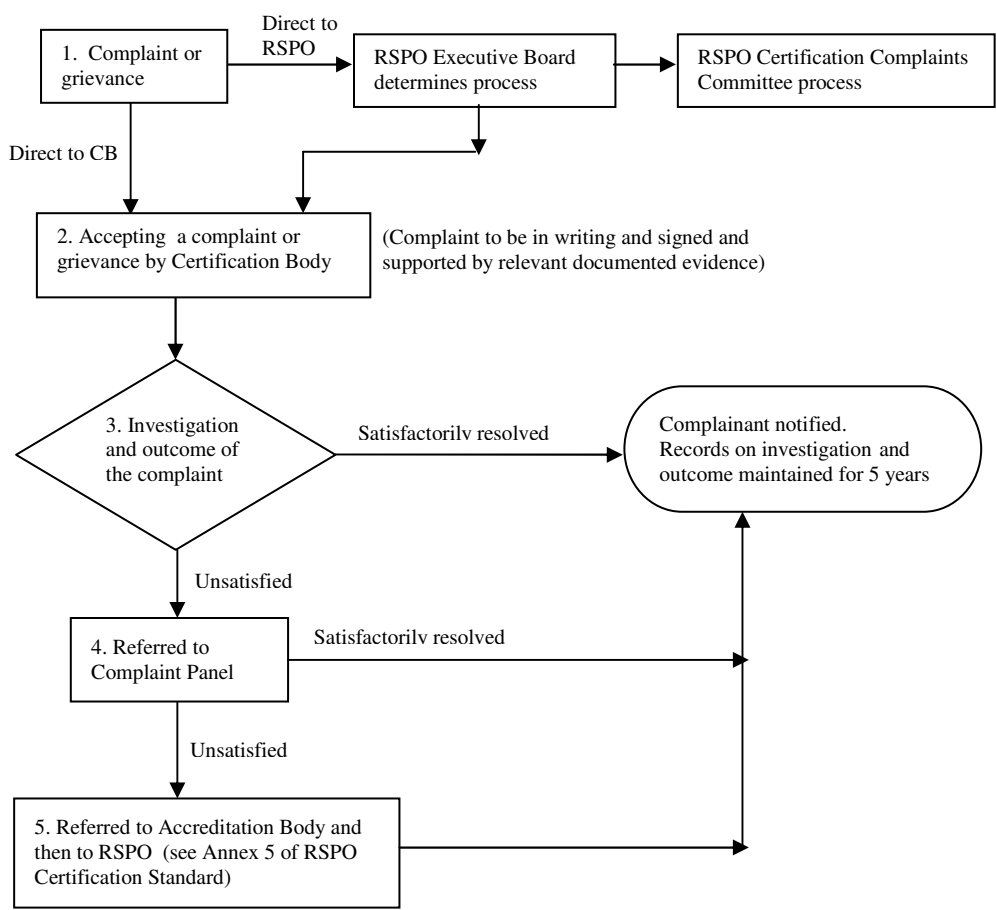 Direct to
RSPO
1. Complaint or
grievance
RSPO Executive Board
determines process
RSPO Certification Complaints
Committee process
Direct to CB
2. Accepting a complaint or
grievance by Certification Body
(Complaint to be in writing and signed and
supported by relevant documented evidence)
3. Investigation
and outcome of
the complaint
Satisfactorily resolved
Complainant notified.
Records on investigation and
outcome maintained for 5 years
Unsatisfied
4. Referred to
Complaint Panel
Satisfactorily resolved
Unsatisfied
5. Referred to Accreditation Body and
then to RSPO (see Annex 5 of RSPO
Certification Standard)